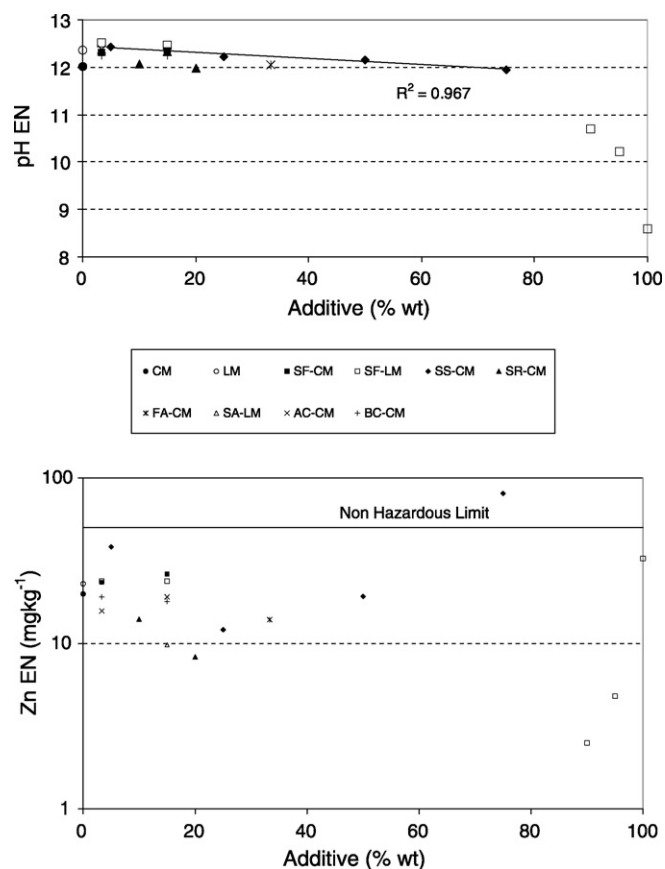 13
12
11
10
9
8
pH EN
R² = 0.967
0 20 40 60 80 100
Additive (% wt)
CM LM SF-CM SF-LM SS-CM SR-CM
FA-CM SA-LM AC-CM BC-CM
100
10
1
Zn EN (mgkg⁻¹)
Non Hazardous Limit
0 20 40 60 80 100
Additive (% wt)